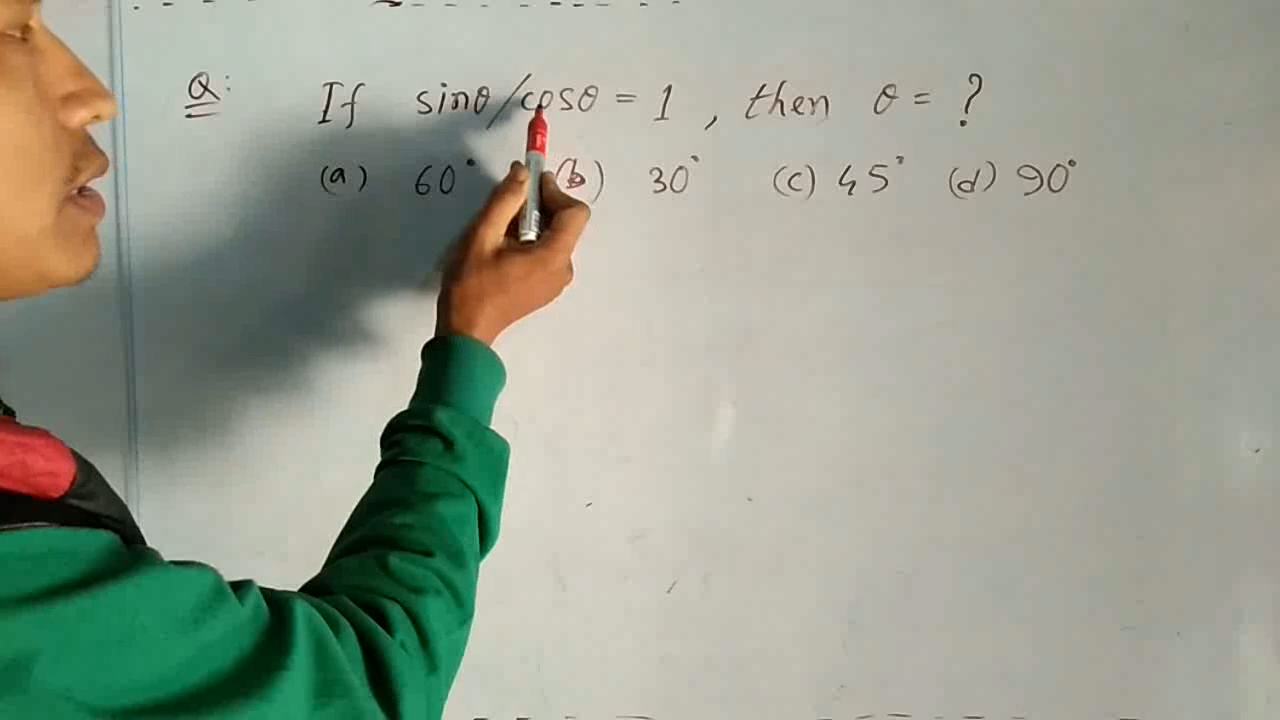 Q: If sinθ/cosθ = 1, then θ = ?
(a) 60° (b) 30° (c) 45° (d) 90°